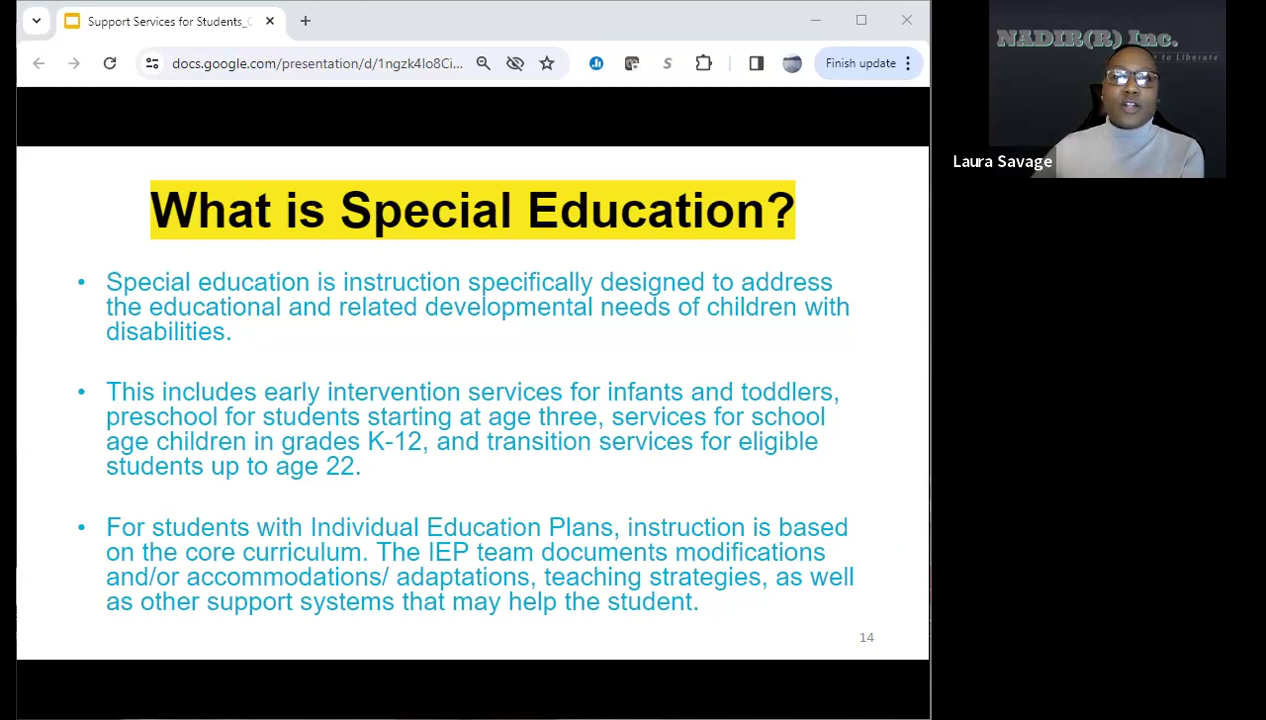 Support Services for Students_
docs.google.com/presentation/d/1ngzk4lo8Ci...
Finish update
NADIR(R) Inc.
to Liberate
Laura Savage
What is Special Education?
• Special education is instruction specifically designed to address
the educational and related developmental needs of children with
disabilities.
• This includes early intervention services for infants and toddlers,
preschool for students starting at age three, services for school
age children in grades K-12, and transition services for eligible
students up to age 22.
• For students with Individual Education Plans, instruction is based
on the core curriculum. The IEP team documents modifications
and/or accommodations/ adaptations, teaching strategies, as well
as other support systems that may help the student.
14